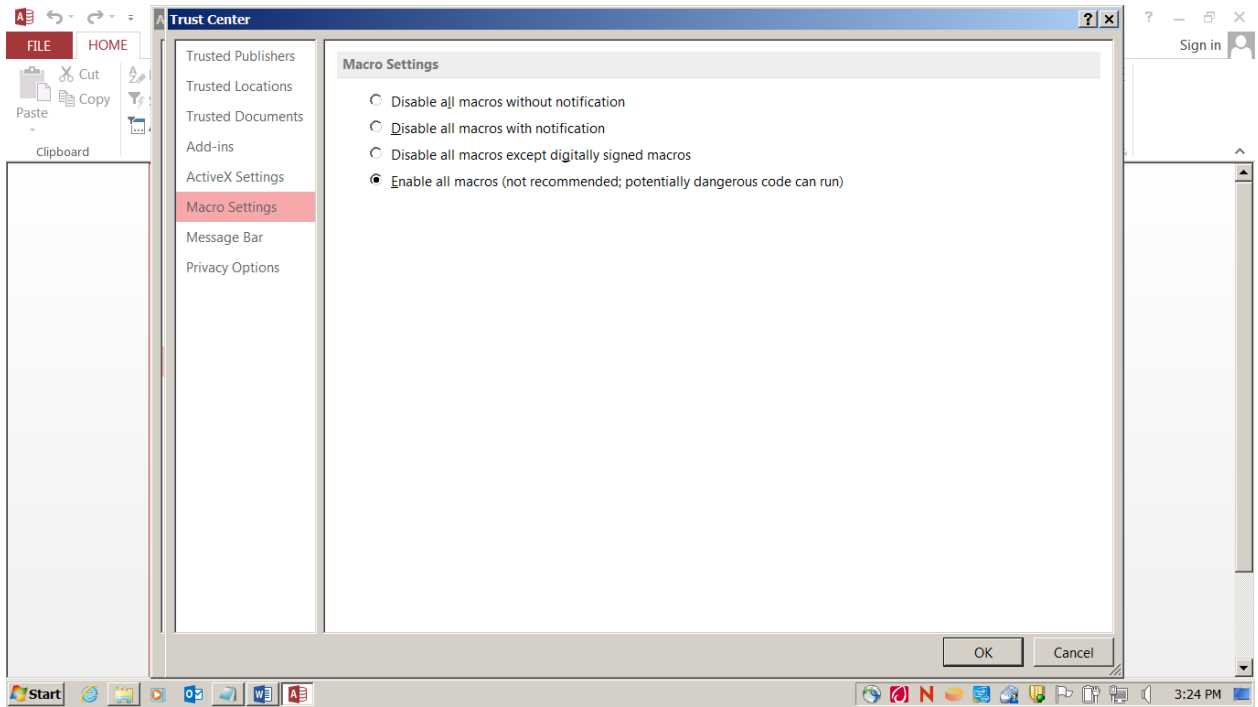 Trust Center
FILE
HOME
Sign in
Cut
Copy
Paste
Clipboard
Trusted Publishers
Trusted Locations
Trusted Documents
Add-ins
ActiveX Settings
Macro Settings
Message Bar
Privacy Options
Macro Settings
Disable all macros without notification
Disable all macros with notification
Disable all macros except digitally signed macros
Enable all macros (not recommended; potentially dangerous code can run)
OK
Cancel
Start
3:24 PM